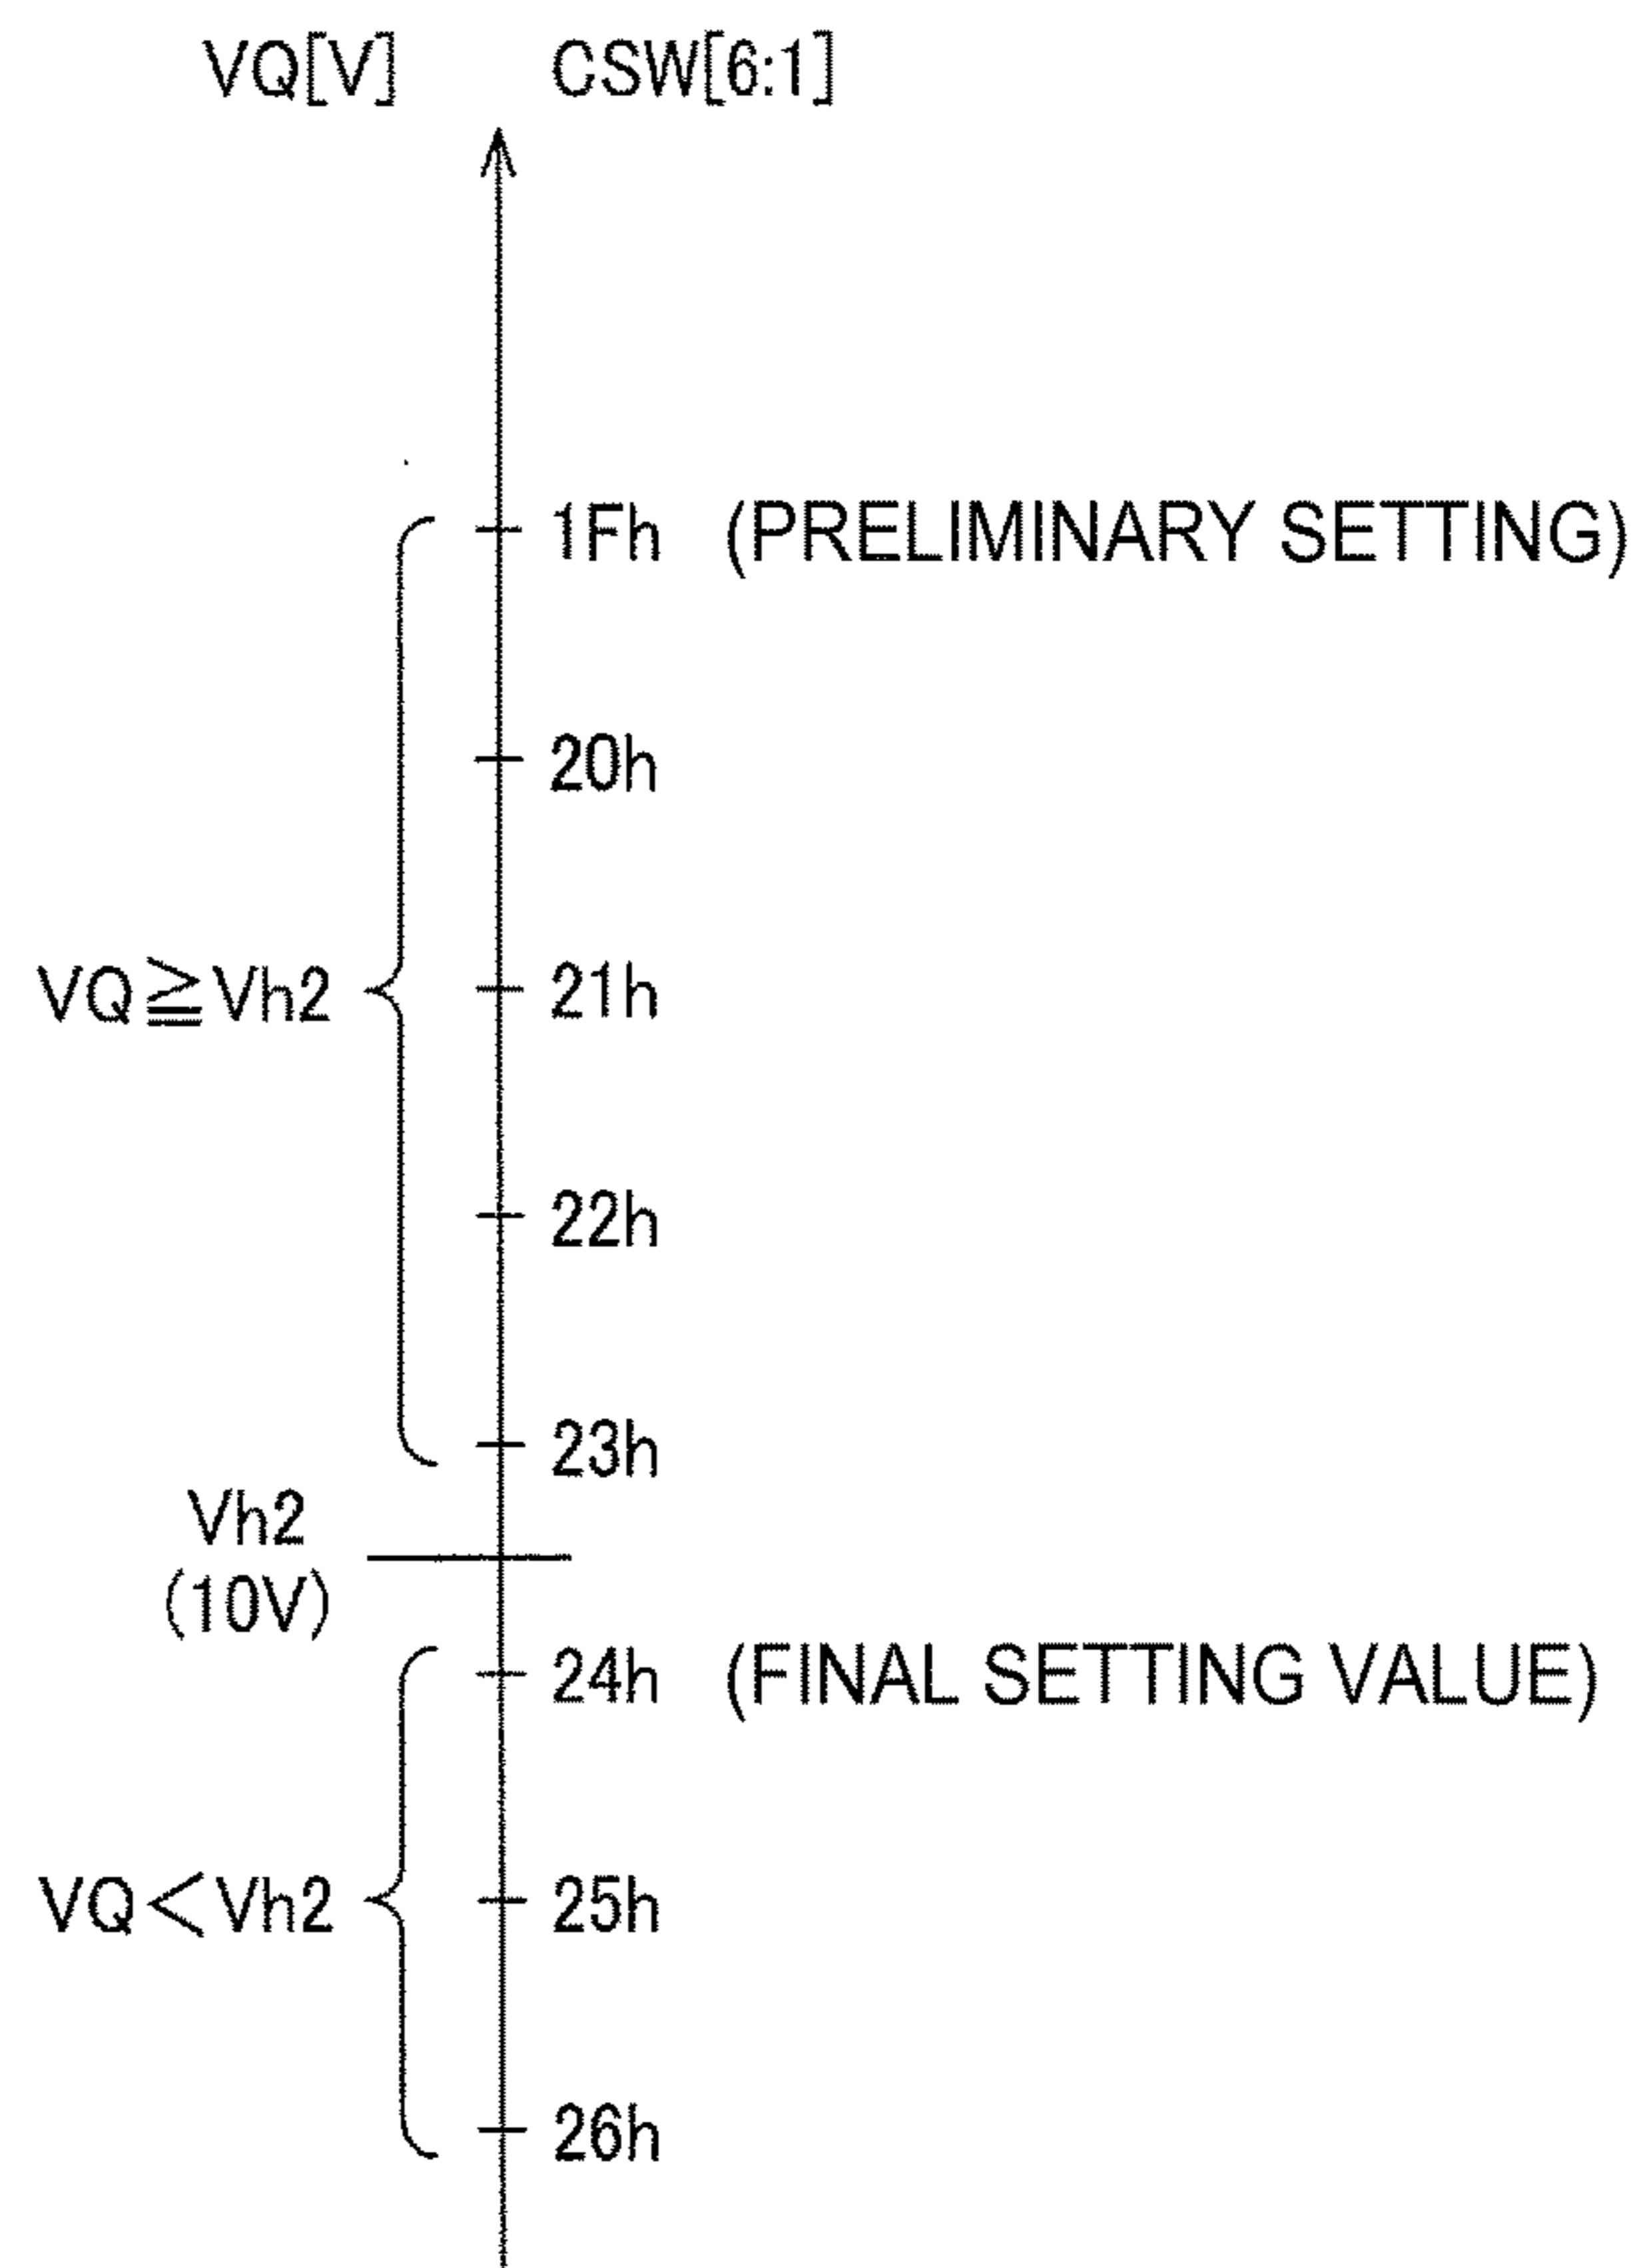 VQ[V] CSW[6:1]
1Fh (PRELIMINARY SETTING)
20h
VQ≧Vh2 21h
22h
23h
Vh2
(10V)
24h (FINAL SETTING VALUE)
VQ<Vh2 25h
26h